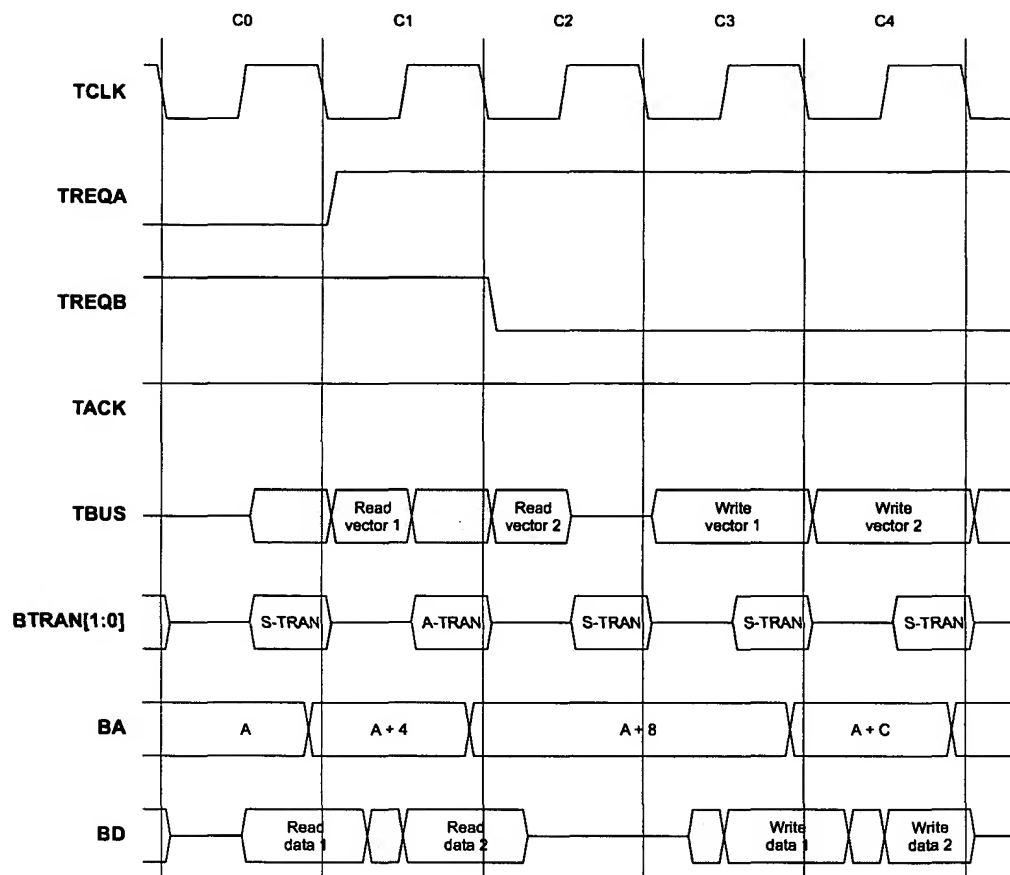 C0 C1 C2 C3 C4
TCLK
TREQA
TREQB
TACK
TBUS
Read
vector 1
Read
vector 2
Write
vector 1
Write
vector 2
BTRAN[1:0]
S-TRAN
A-TRAN
S-TRAN
S-TRAN
S-TRAN
BA
A
A + 4
A + 8
A + C
BD
Read
data 1
Read
data 2
Write
data 1
Write
data 2